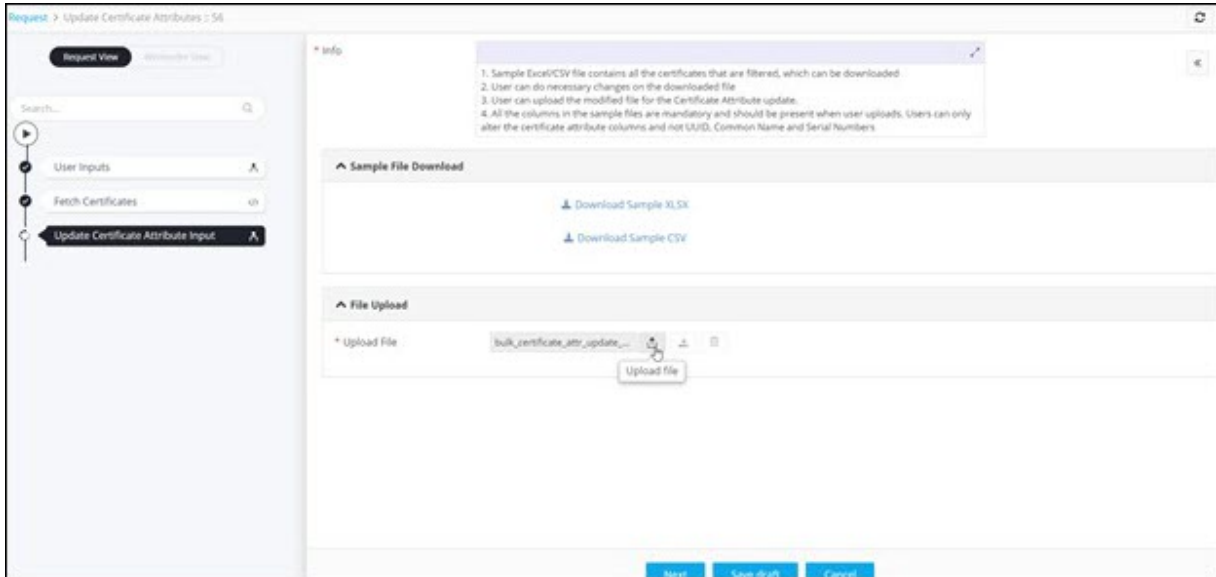 Request > Update Certificate Attributes :: 56
Request View
Search...
User Inputs
Fetch Certificates
Update Certificate Attribute Input
* Info
1. Sample Excel/CSV file contains all the certificates that are filtered, which can be downloaded
2. User can do necessary changes on the downloaded file
3. User can upload the modified file for the Certificate Attribute update.
4. All the columns in the sample files are mandatory and should be present when user uploads. Users can only
alter the certificate attribute columns and not UUID, Common Name and Serial Numbers
Sample File Download
Download Sample XLSX
Download Sample CSV
File Upload
* Upload File
bulk_certificate_attr_update_...
Upload file
Next
Save draft
Cancel